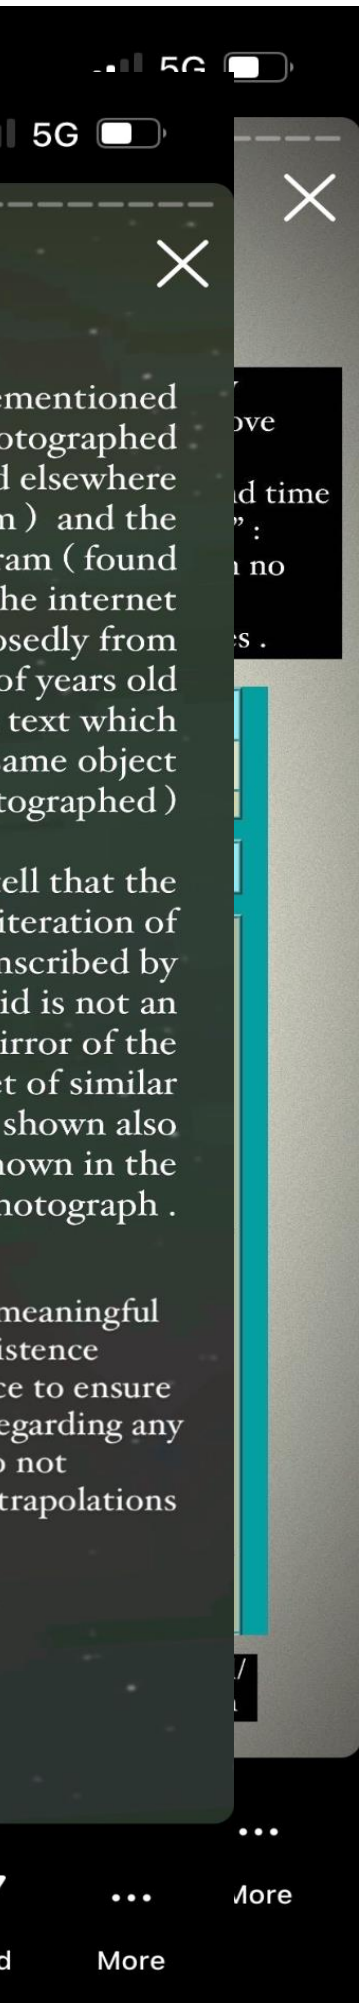 5G
5G
ementioned
otographed
d elsewhere
m ) and the
ram ( found
he internet
osedly from
of years old
text which
ame object
tographed )
tell that the
iteration of
nscribed by
id is not an
irror of the
et of similar
shown also
hown in the
hotograph .
meaningful
istence
ce to ensure
egarding any
o not
trapolations
d
More
ove
d time
” :
no
es .
More